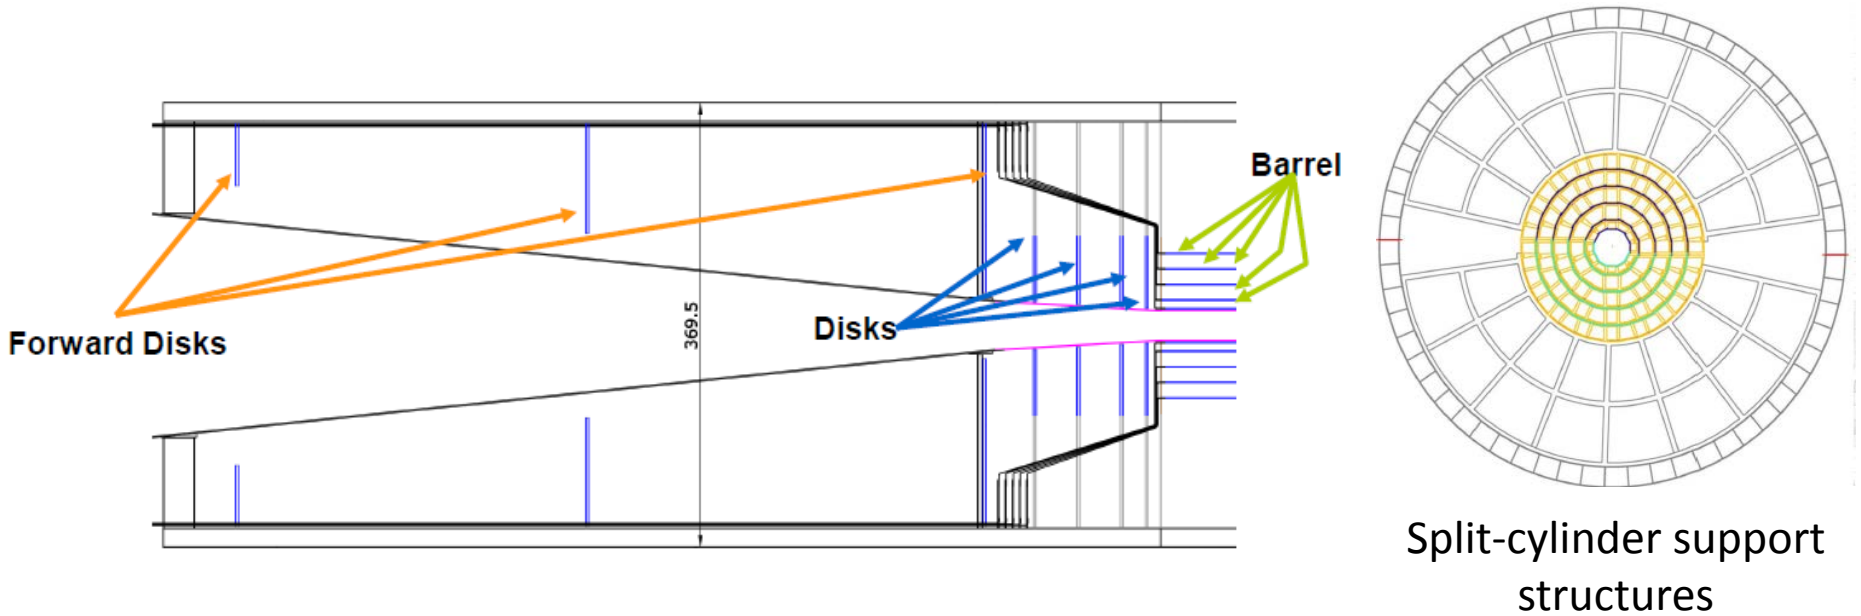 Barrel
Disks
Forward Disks
369.5
Split-cylinder support
structures